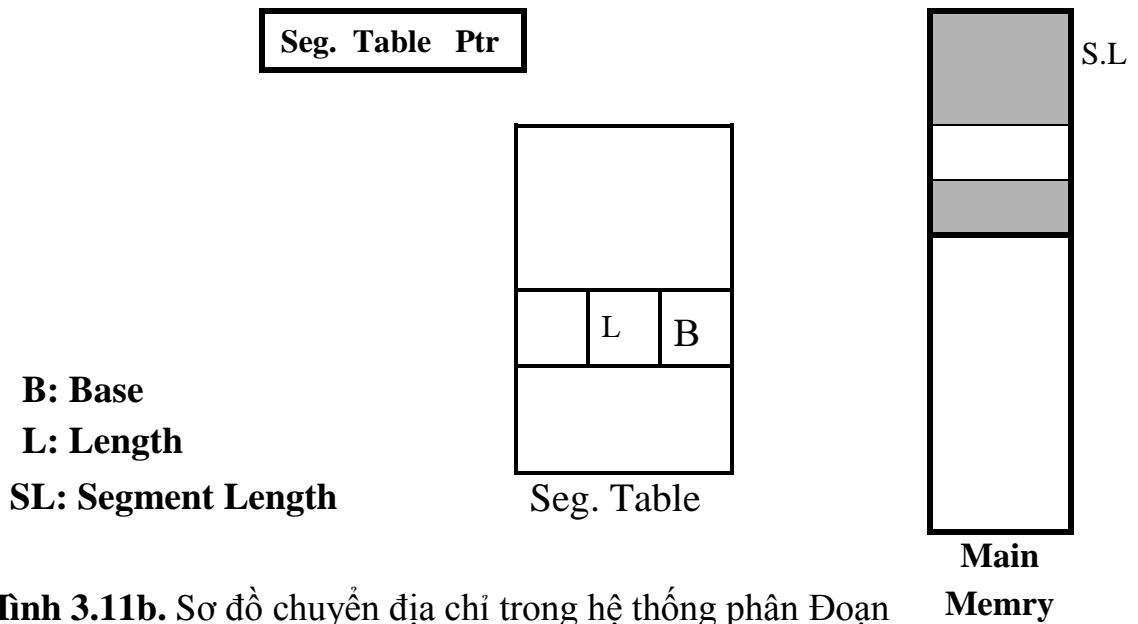 Seg. Table Ptr
S.L
L
B
B: Base
L: Length
SL: Segment Length
Seg. Table
Main
Memry
Hình 3.11b. Sơ đồ chuyển địa chỉ trong hệ thống phân Đoạn